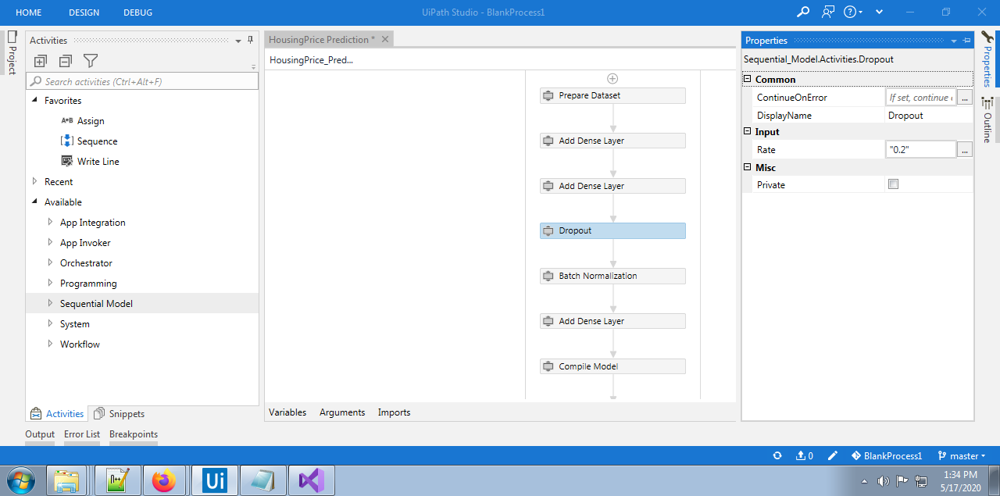 HOME DESIGN DEBUG UiPath Studio - BlankProcess1
Project
Activities
Search activities (Ctrl+Alt+F)
Favorites
A+B Assign
Sequence
Write Line
Recent
Available
App Integration
App Invoker
Orchestrator
Programming
Sequential Model
System
Workflow
Activities Snippets
Output Error List Breakpoints
HousingPrice Prediction *
HousingPrice_Pred...
Prepare Dataset
Add Dense Layer
Add Dense Layer
Dropout
Batch Normalization
Add Dense Layer
Compile Model
Variables Arguments Imports
Properties
Sequential_Model.Activities.Dropout
Common
ContinueOnError If set, continue ...
DisplayName Dropout
Input
Rate "0.2" ...
Misc
Private
Properties
Outline
0 BlankProcess1 master
N++ Ui
1:34 PM
5/17/2020